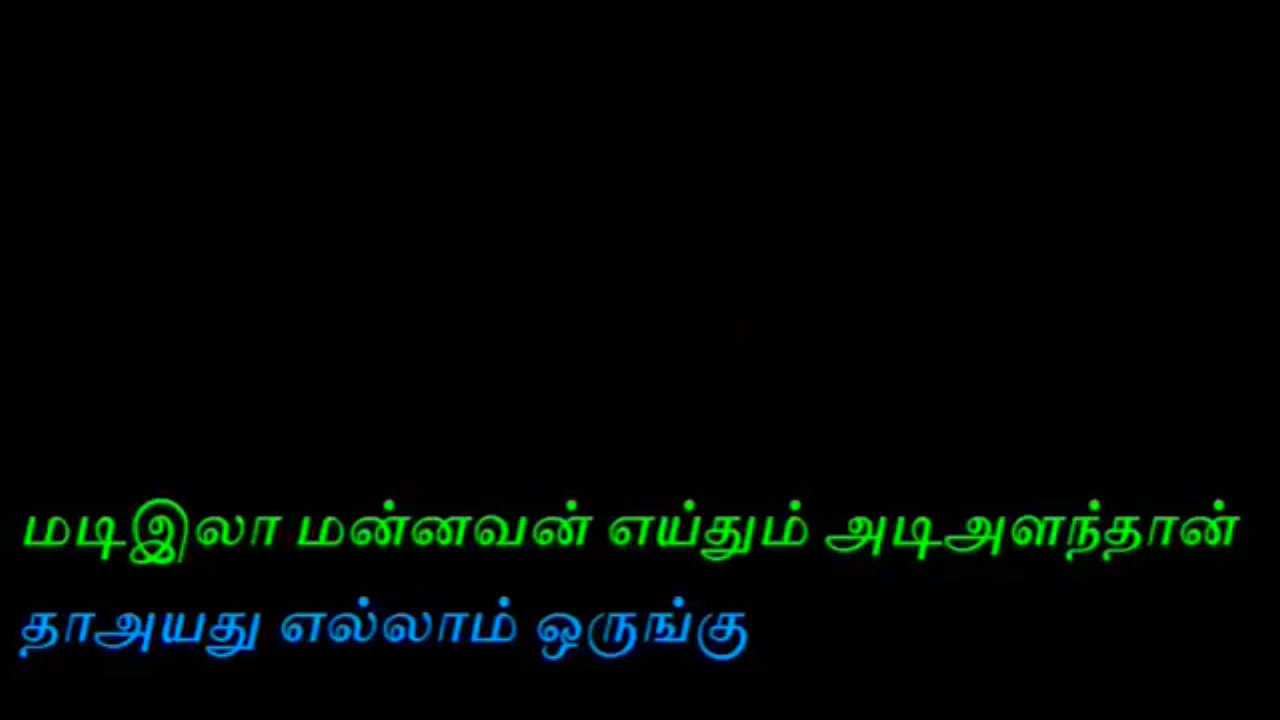 மடிஇலா மன்னவன் எய்தும் அடிஅளந்தான்
தாஅயது எல்லாம் ஒருங்கு